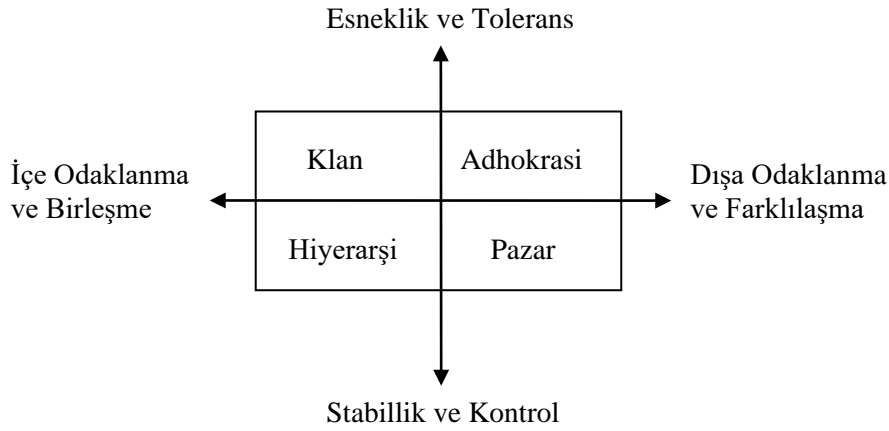 Esneklik ve Tolerans
Klan
Adhokrasi
İçe Odaklanma
ve Birleşme
Dışa Odaklanma
ve Farklılaşma
Hiyerarşi
Pazar
Stabillik ve Kontrol